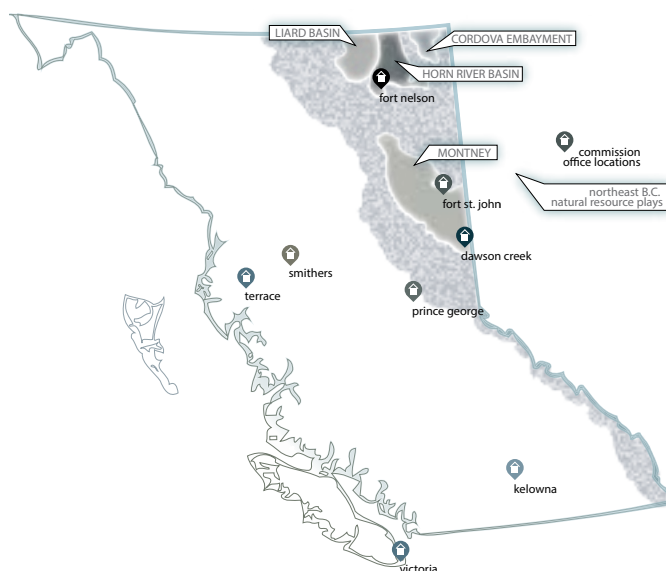 LIARD BASIN
CORDOVA EMBAYMENT
HORN RIVER BASIN
fort nelson
MONTNEY
commission
office locations
northeast B.C.
natural resource plays
fort st. john
dawson creek
smithers
terrace
prince george
kelowna
victoria